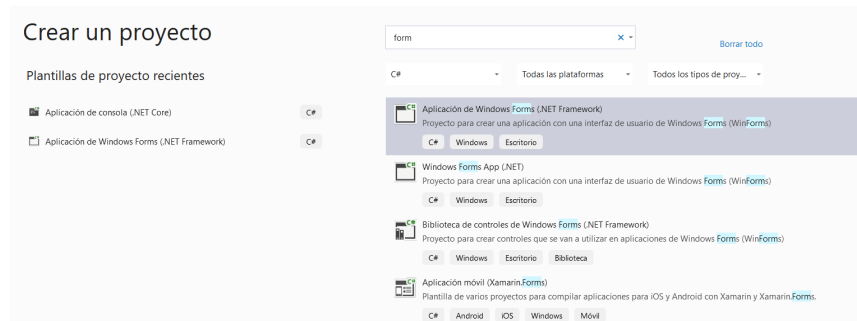 Crear un proyecto
form
Borrar todo
Plantillas de proyecto recientes
C#
Todas las plataformas
Todos los tipos de proy...
Aplicación de consola (.NET Core)
C#
Aplicación de Windows Forms (.NET Framework)
C#
Aplicación de Windows Forms (.NET Framework)
Proyecto para crear una aplicación con una interfaz de usuario de Windows Forms (WinForms)
C# Windows Escritorio
Windows Forms App (.NET)
Proyecto para crear una aplicación con una interfaz de usuario de Windows Forms (WinForms)
C# Windows Escritorio
Biblioteca de controles de Windows Forms (.NET Framework)
Proyecto para crear controles que se van a utilizar en aplicaciones de Windows Forms (WinForms)
C# Windows Escritorio Biblioteca
Aplicación móvil (Xamarin.Forms)
Plantilla de varios proyectos para compilar aplicaciones para iOS y Android con Xamarin y Xamarin.Forms.
C# Android iOS Windows Móvil